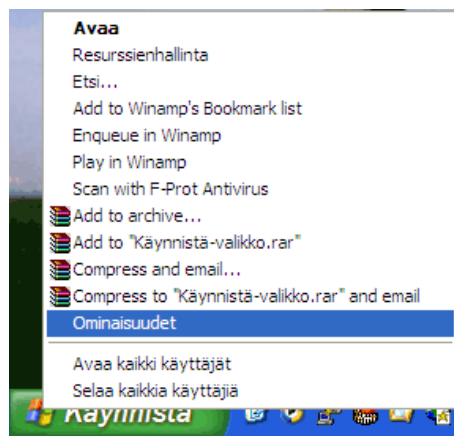 Avaa
Resurssienhallinta
Etsi...
Add to Winamp's Bookmark list
Enqueue in Winamp
Play in Winamp
Scan with F-Prot Antivirus
Add to archive...
Add to "Käynnistä-valikko.rar"
Compress and email...
Compress to "Käynnistä-valikko.rar" and email
Ominaisuudet
Avaa kaikki käyttäjät
Selaa kaikkia käyttäjiä
Käynnistä